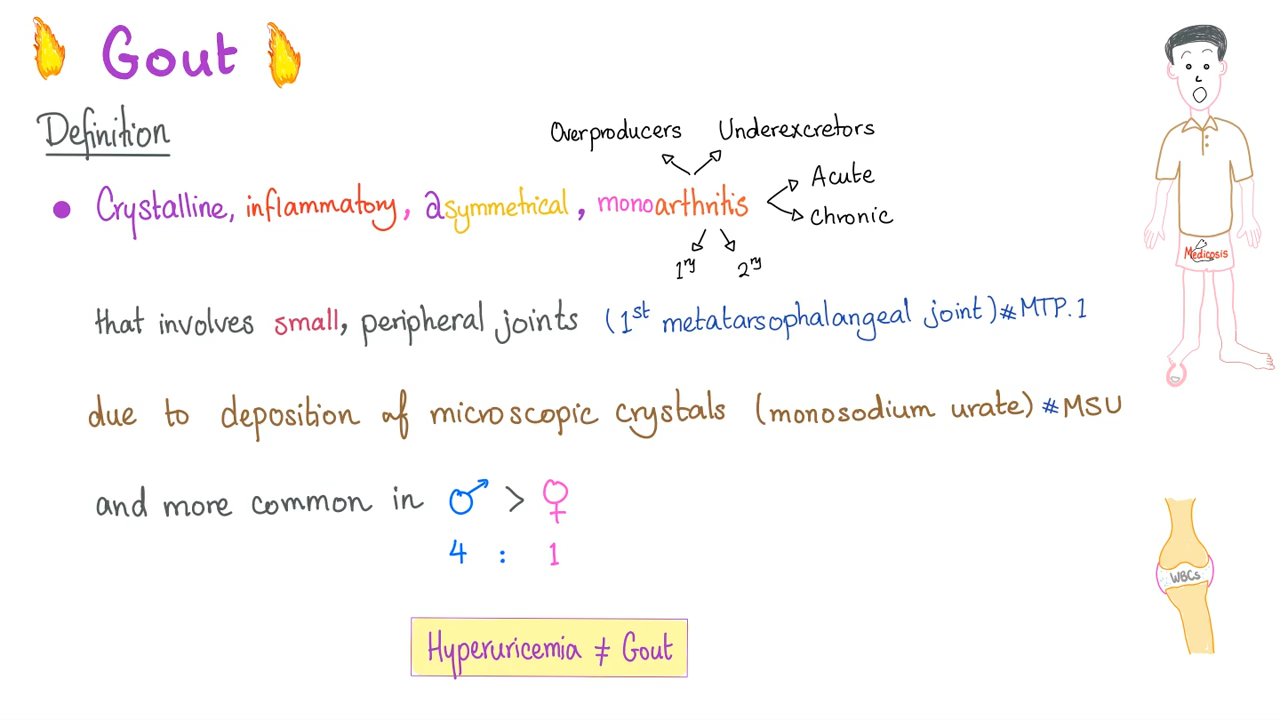 Gout
Definition
Overproducers Underexcretors
Acute
• Crystalline, inflammatory, asymmetrical, monoarthritis
Chronic
1ry 2ry
that involves small, peripheral joints (1st metatarsophalangeal joint) #MTP.1
due to deposition of microscopic crystals (monosodium urate) #MSU
and more common in ♂ > ♀
4 : 1
Hyperuricemia ≠ Gout
Medicosis
WBCs